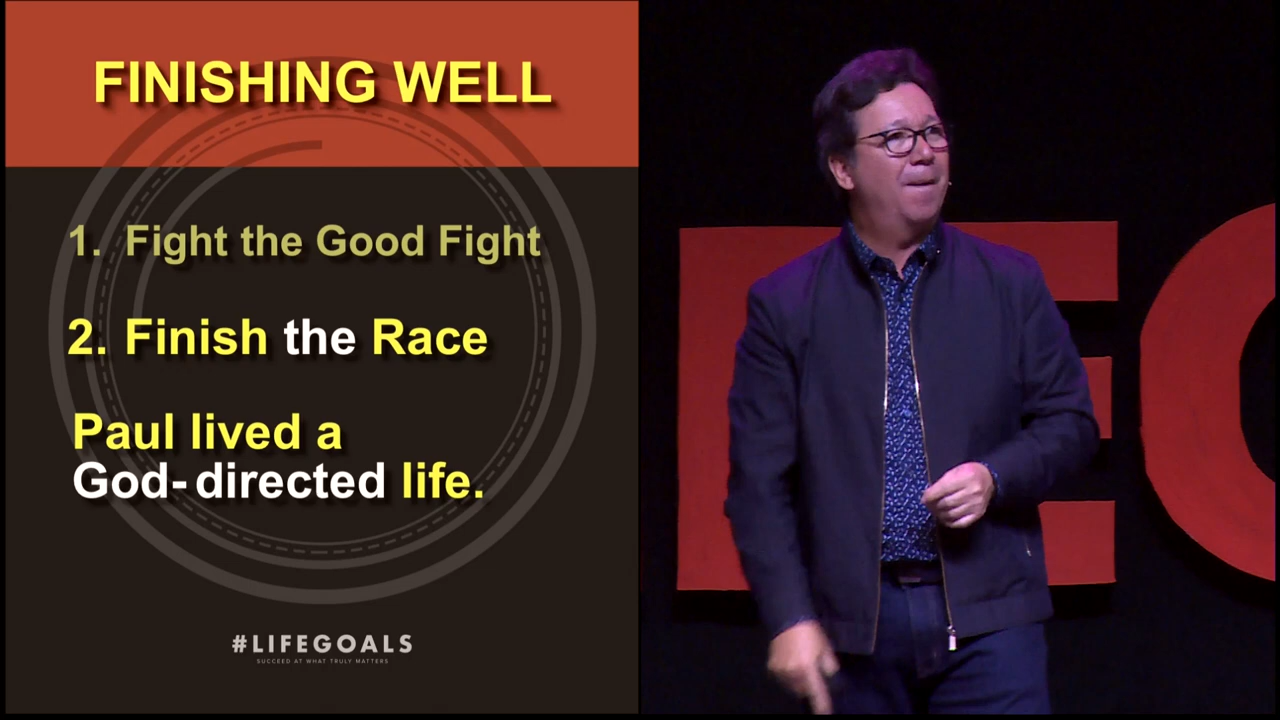 FINISHING WELL
1. Fight the Good Fight
2. Finish the Race
Paul lived a
God-directed life.
#LIFEGOALS
SUCCEED AT WHAT TRULY MATTERS